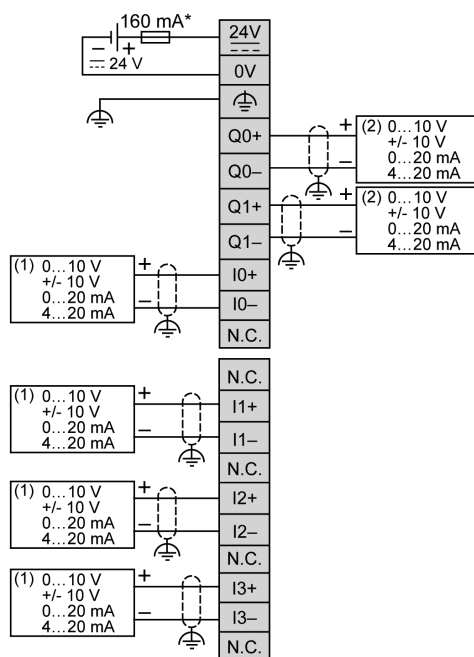 160 mA*
24V
– +
24 V
0V
Q0+
+ (2) 0...10 V
+/- 10 V
Q0–
– 0...20 mA
4...20 mA
Q1+
+ (2) 0...10 V
+/- 10 V
Q1–
– 0...20 mA
4...20 mA
(1) 0...10 V +
+/- 10 V
0...20 mA –
4...20 mA
I0+
I0–
N.C.
N.C.
(1) 0...10 V +
+/- 10 V
0...20 mA –
4...20 mA
I1+
I1–
N.C.
(1) 0...10 V +
+/- 10 V
0...20 mA –
4...20 mA
I2+
I2–
N.C.
(1) 0...10 V +
+/- 10 V
0...20 mA –
4...20 mA
I3+
I3–
N.C.